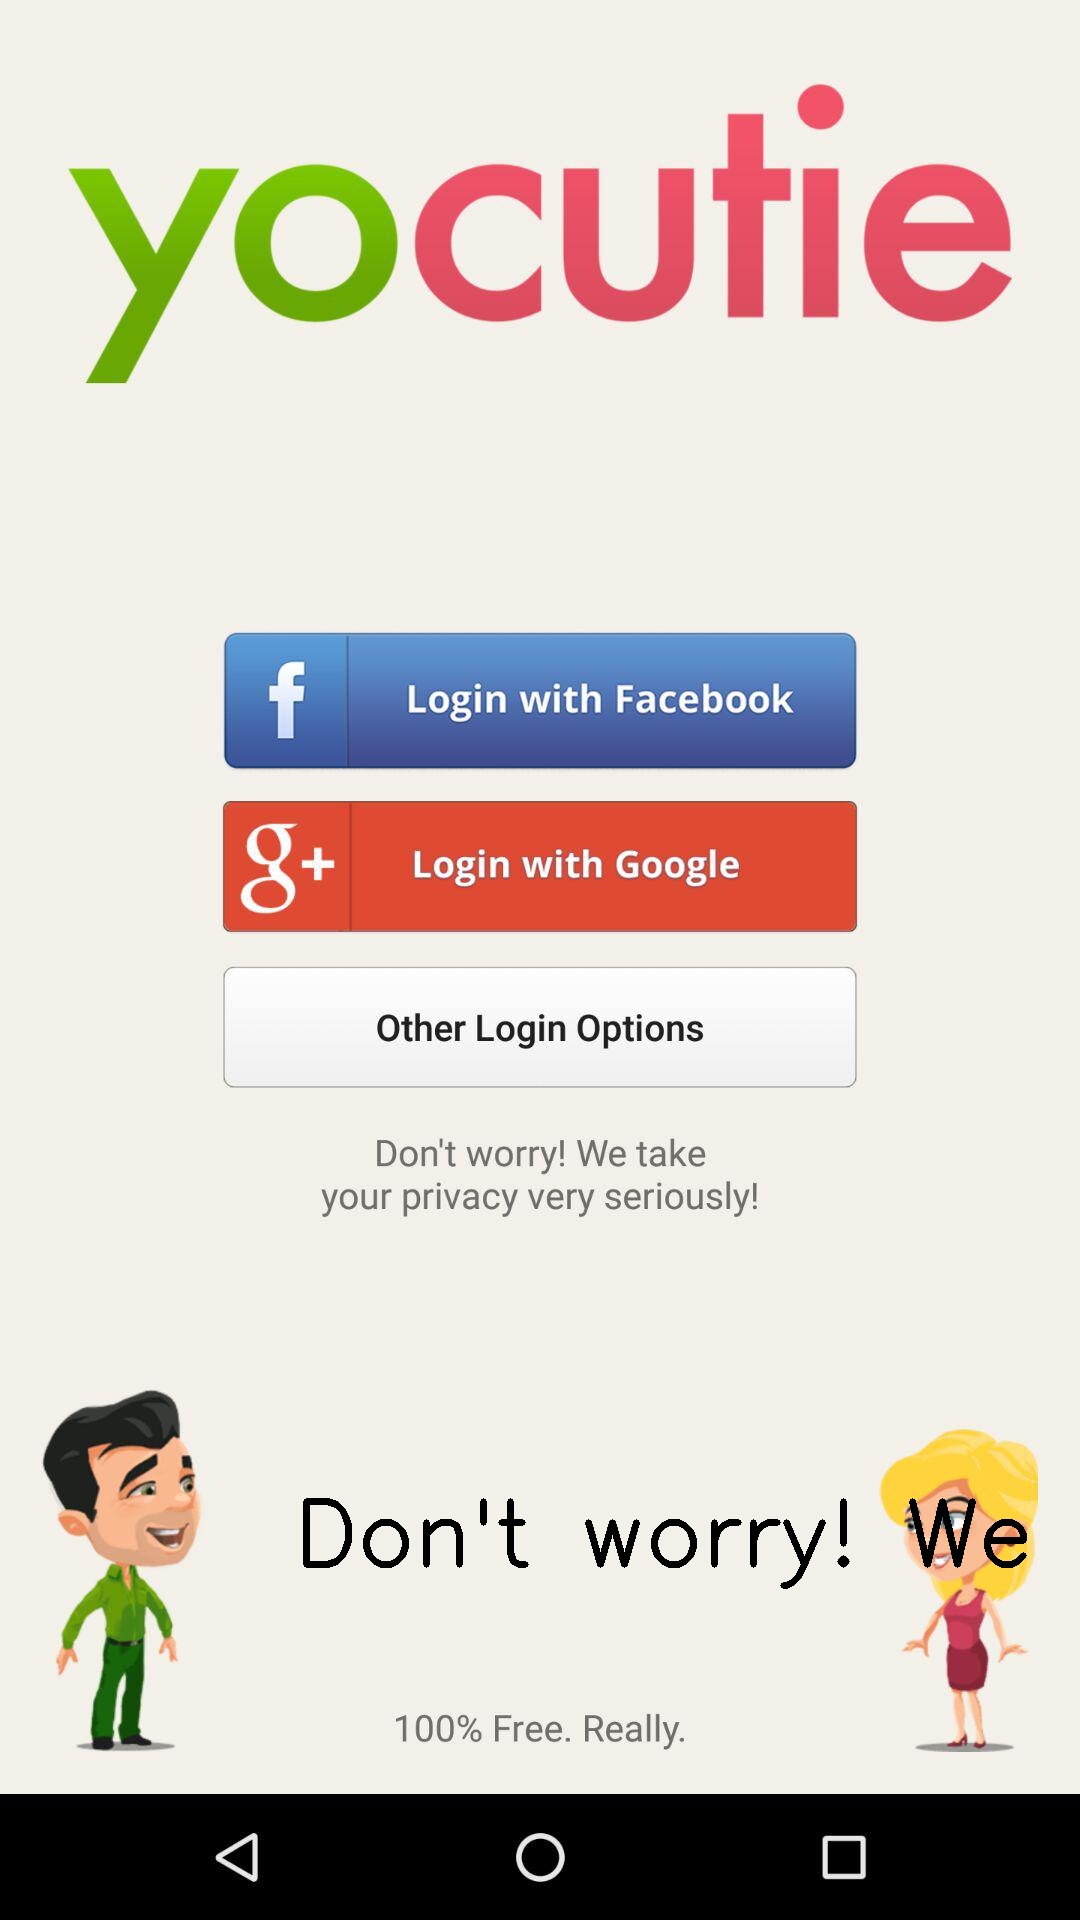 yocutie
f Login with Facebook
g+ Login with Google
Other Login Options
Don't worry! We take
your privacy very seriously!
Don't worry! We
100% Free. Really.